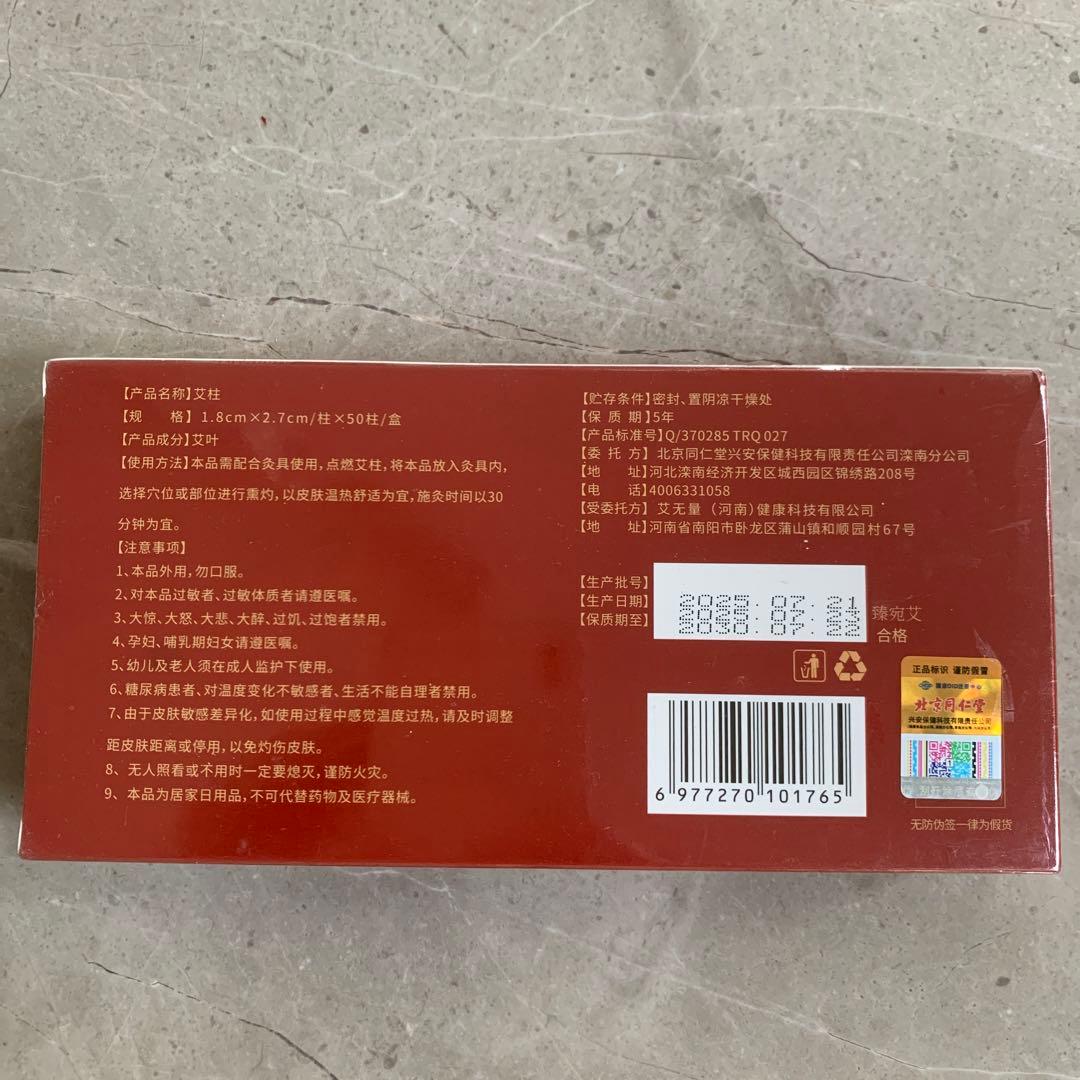 【产品名称】艾柱
【规 格】1.8cm×2.7cm/柱×50柱/盒
【产品成分】艾叶
【使用方法】本品需配合灸具使用，点燃艾柱，将本品放入灸具内，
选择穴位或部位进行熏灼，以皮肤温热舒适为宜，施灸时间以30
分钟为宜。
【注意事项】
1、本品外用，勿口服。
2、对本品过敏者、过敏体质者请遵医嘱。
3、大惊、大怒、大悲、大醉、过饥、过饱者禁用。
4、孕妇、哺乳期妇女请遵医嘱。
5、幼儿及老人须在成人监护下使用。
6、糖尿病患者、对温度变化不敏感者、生活不能自理者禁用。
7、由于皮肤敏感差异化，如使用过程中感觉温度过热，请及时调整
距皮肤距离或停用，以免灼伤皮肤。
8、无人照看或不用时一定要熄灭，谨防火灾。
9、本品为居家日用品，不可代替药物及医疗器械。
【贮存条件】密封、置阴凉干燥处
【保 质 期】5年
【产品标准号】Q/370285 TRQ 027
【委 托 方】北京同仁堂兴安保健科技有限责任公司滦南分公司
【地 址】河北滦南经济开发区城西园区锦绣路208号
【电 话】4006331058
【受委托方】艾无量（河南）健康科技有限公司
【地 址】河南省南阳市卧龙区蒲山镇和顺园村67号
【生产批号】
【生产日期】
【保质期至】
臻宛艾
合格
6 977270 101765
正品标识 谨防假冒
北京同仁堂
兴安保健科技有限责任公司
无防伪签一律为假货